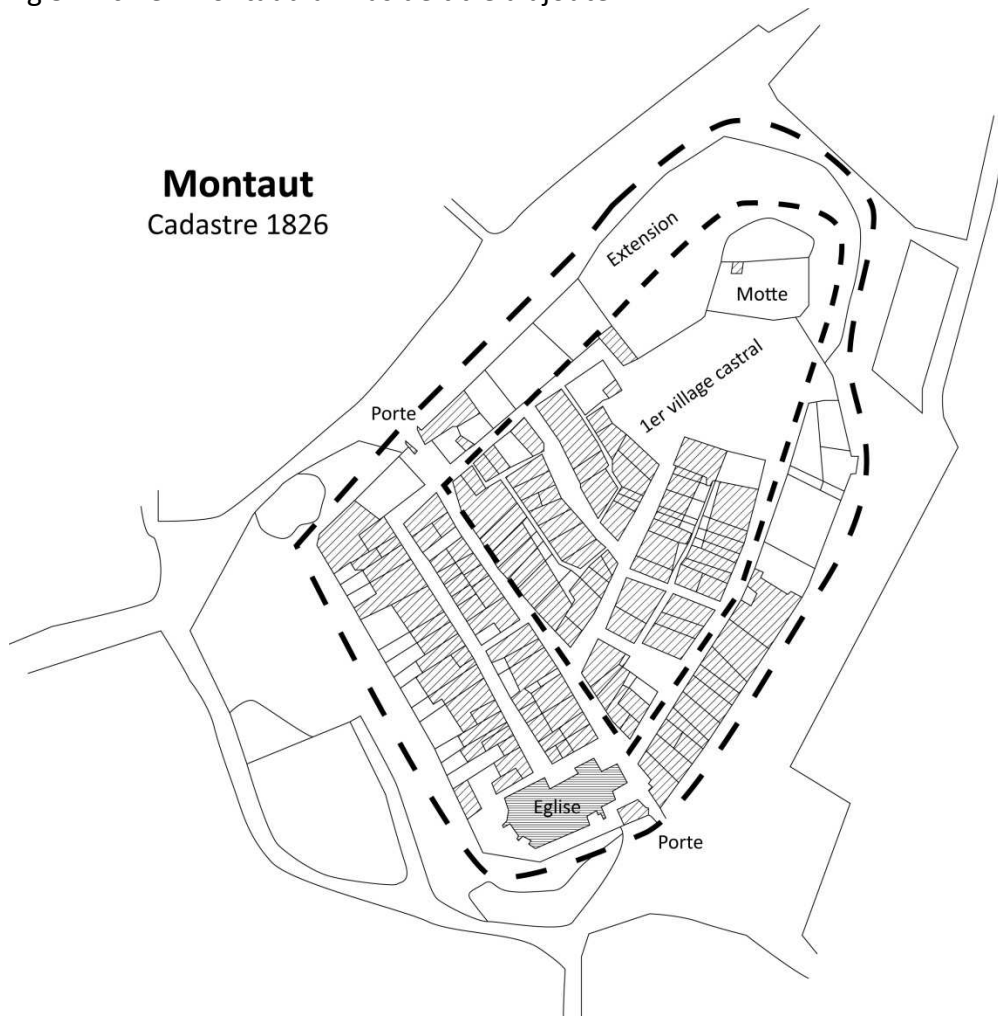 Montaut
Cadastre 1826
Extension
Motte
1er village castral
Porte
Eglise
Porte